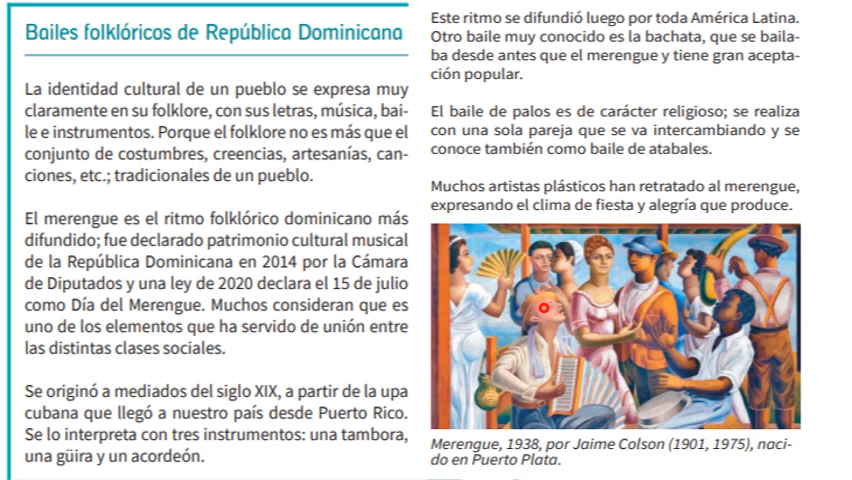 Bailes folklóricos de República Dominicana
La identidad cultural de un pueblo se expresa muy
claramente en su folklore, con sus letras, música, bai-
le e instrumentos. Porque el folklore no es más que el
conjunto de costumbres, creencias, artesanías, can-
ciones, etc.; tradicionales de un pueblo.
El merengue es el ritmo folklórico dominicano más
difundido; fue declarado patrimonio cultural musical
de la República Dominicana en 2014 por la Cámara
de Diputados y una ley de 2020 declara el 15 de julio
como Día del Merengue. Muchos consideran que es
uno de los elementos que ha servido de unión entre
las distintas clases sociales.
Se originó a mediados del siglo XIX, a partir de la upa
cubana que llegó a nuestro país desde Puerto Rico.
Se lo interpreta con tres instrumentos: una tambora,
una güira y un acordeón.
Este ritmo se difundió luego por toda América Latina.
Otro baile muy conocido es la bachata, que se baila-
ba desde antes que el merengue y tiene gran acepta-
ción popular.
El baile de palos es de carácter religioso; se realiza
con una sola pareja que se va intercambiando y se
conoce también como baile de atabales.
Muchos artistas plásticos han retratado al merengue,
expresando el clima de fiesta y alegría que produce.
Merengue, 1938, por Jaime Colson (1901, 1975), naci-
do en Puerto Plata.